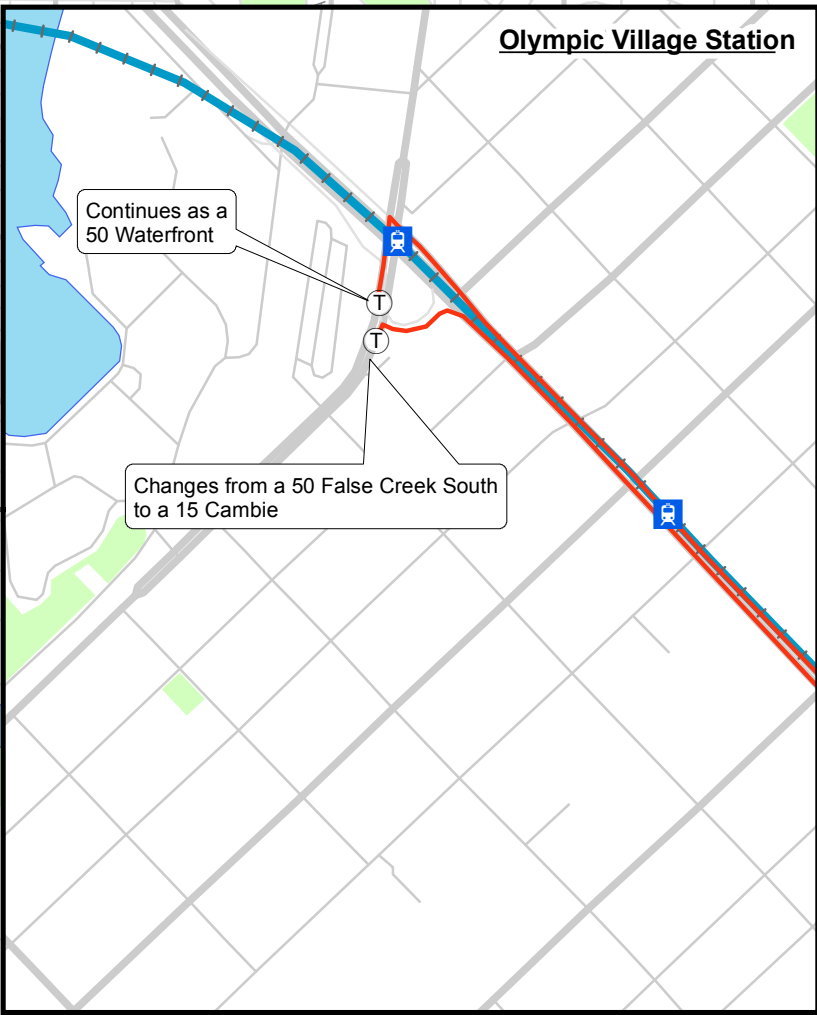 Olympic Village Station
Continues as a
50 Waterfront
T
T
Changes from a 50 False Creek South
to a 15 Cambie